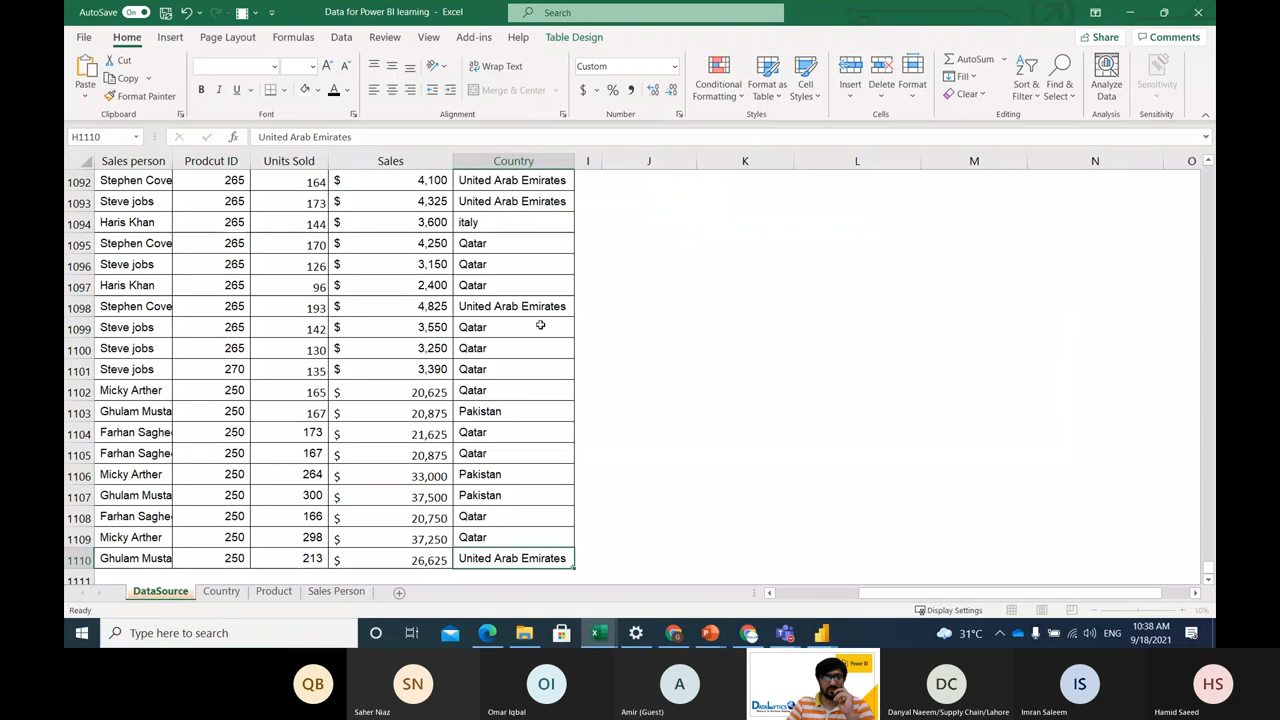 AutoSave On Data for Power BI learning - Excel Search
File Home Insert Draw Page Layout Formulas Data Review View Add-ins Help Table Design Share Comments
Paste Cut Copy Format Painter Clipboard
B I U Font
Wrap Text Merge & Center Alignment
Custom $ % Number
Conditional Formatting Format as Table Cell Styles Styles
Insert Delete Format Cells
AutoSum Fill Clear Sort & Filter Find & Select Editing
Analyze Data Analysis Sensitivity Sensitivity
H1110 fx United Arab Emirates
Sales person Prodcut ID Units Sold Sales Country I J K L M N O
1092 Stephen Cove 265 164 $ 4,100 United Arab Emirates
1093 Steve jobs 265 173 $ 4,325 United Arab Emirates
1094 Haris Khan 265 144 $ 3,600 italy
1095 Stephen Cove 265 170 $ 4,250 Qatar
1096 Steve jobs 265 126 $ 3,150 Qatar
1097 Haris Khan 265 96 $ 2,400 Qatar
1098 Stephen Cove 265 193 $ 4,825 United Arab Emirates
1099 Steve jobs 265 142 $ 3,550 Qatar
1100 Steve jobs 265 130 $ 3,250 Qatar
1101 Steve jobs 270 135 $ 3,390 Qatar
1102 Micky Arther 250 165 $ 20,625 Qatar
1103 Ghulam Musta 250 167 $ 20,875 Pakistan
1104 Farhan Saghe 250 173 $ 21,625 Qatar
1105 Farhan Saghe 250 167 $ 20,875 Qatar
1106 Micky Arther 250 264 $ 33,000 Pakistan
1107 Ghulam Musta 250 300 $ 37,500 Pakistan
1108 Farhan Saghe 250 166 $ 20,750 Qatar
1109 Micky Arther 250 298 $ 37,250 Qatar
1110 Ghulam Musta 250 213 $ 26,625 United Arab Emirates
1111
DataSource Country Product Sales Person
Ready Display Settings 10%
Type here to search 31°C ENG 10:38 AM 9/18/2021
QB SN OI A Power BI DC IS HS
Saher Niaz Omar Iqbal Amir (Guest) Danyal Naeem/Supply Chain/Lahore Imran Saleem Hamid Saeed